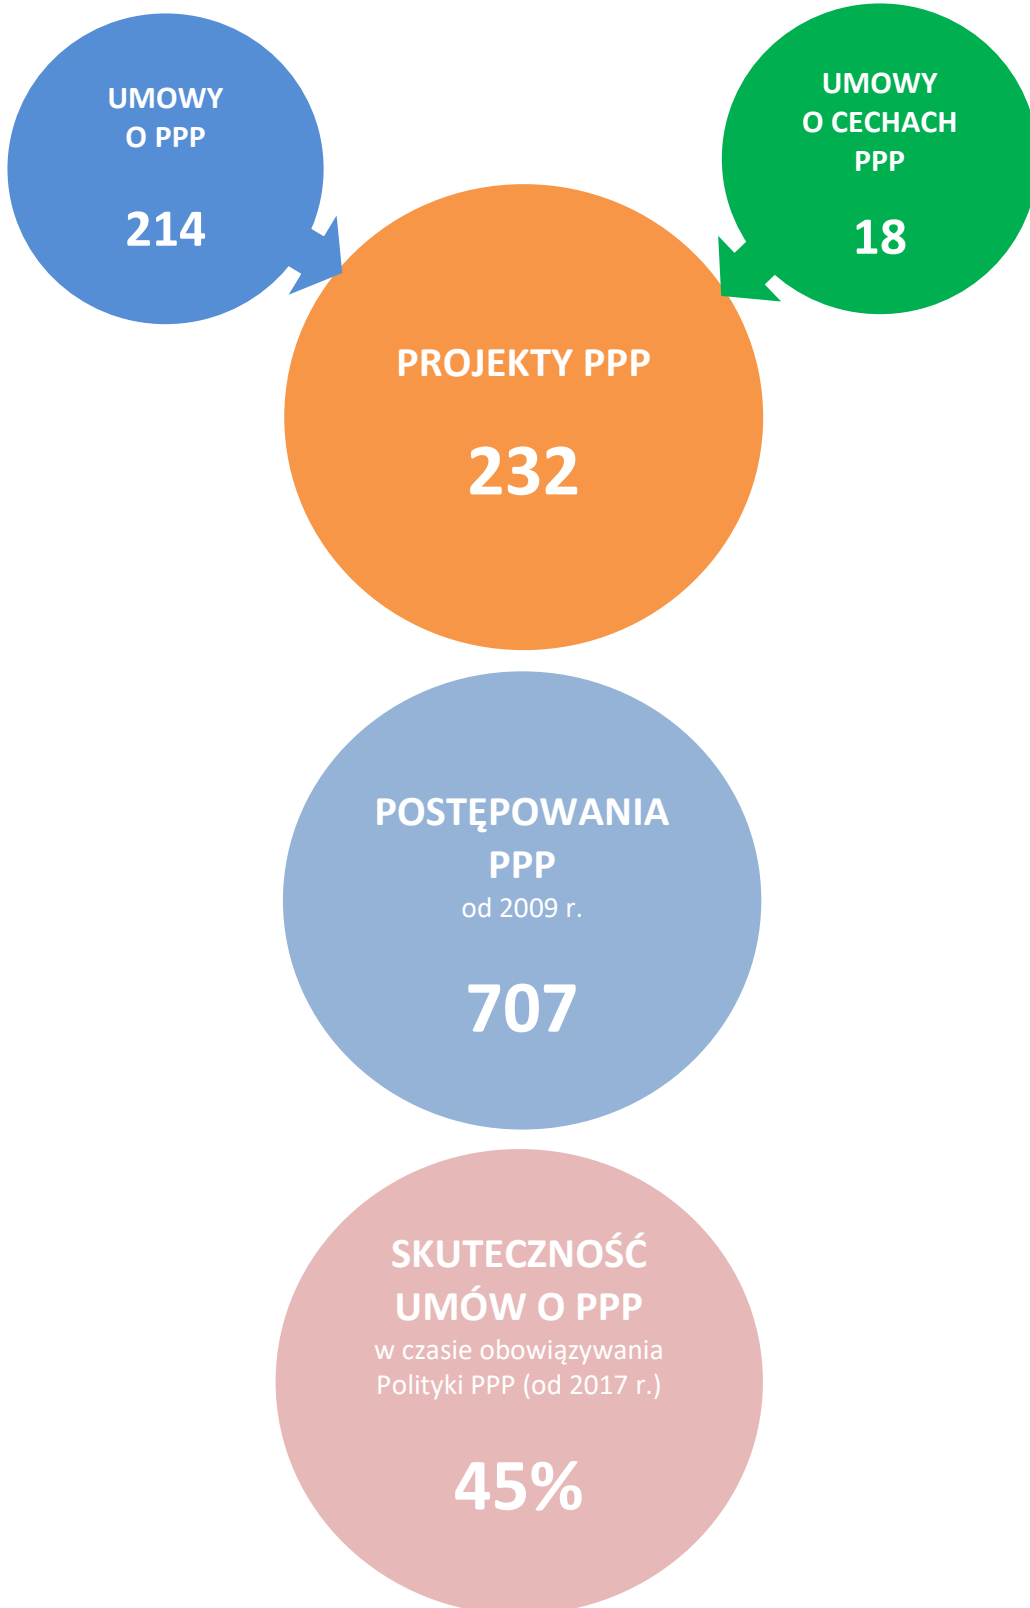 UMOWY
O PPP
214
UMOWY
O CECHACH
PPP
18
PROJEKTY PPP
232
POSTĘPOWANIA
PPP
od 2009 r.
707
SKUTECZNOŚĆ
UMÓW O PPP
w czasie obowiązywania
Polityki PPP (od 2017 r.)
45%